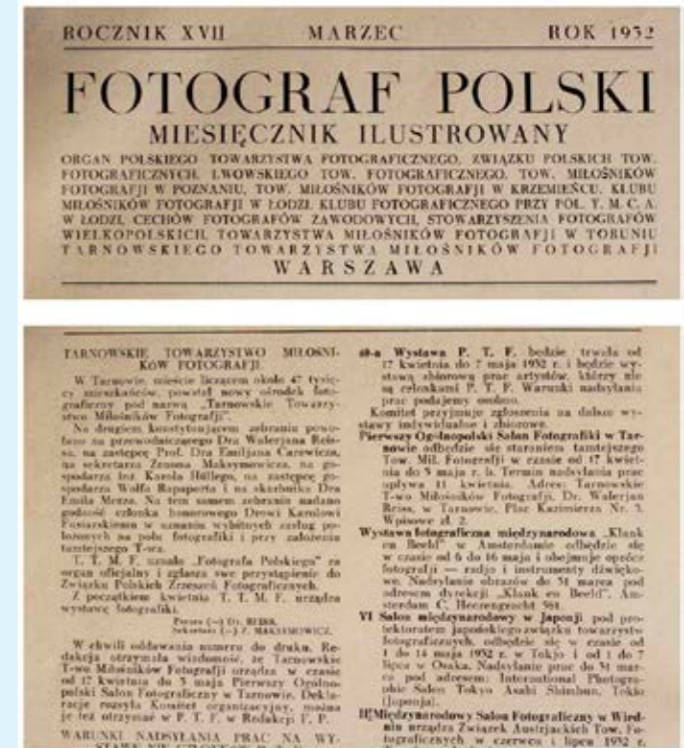 ROCZNIK XVII MARZEC ROK 1932
FOTOGRAF POLSKI
MIESIĘCZNIK ILUSTROWANY
ORGAN POLSKIEGO TOWARZYSTWA FOTOGRAFICZNEGO, ZWIĄZKU POLSKICH TOW.
FOTOGRAFICZNYCH, LWOWSKIEGO TOW. FOTOGRAFICZNEGO, TOW. MIŁOŚNIKÓW
FOTOGRAFJI W POZNANIU, TOW. MIŁOŚNIKÓW FOTOGRAFJI W KRZEMIEŃCU, KLUBU
MIŁOŚNIKÓW FOTOGRAFJI W ŁODZI, KLUBU FOTOGRAFICZNEGO PRZY POL. Y. M. C. A.
W ŁODZI, CECHÓW FOTOGRAFÓW ZAWODOWYCH, STOWARZYSZENIA FOTOGRAFÓW
WIELKOPOLSKICH, TOWARZYSTWA MIŁOŚNIKÓW FOTOGRAFJI W TORUNIU
TARNOWSKIEGO TOWARZYSTWA MIŁOŚNIKÓW FOTOGRAFJI
WARSZAWA
TARNOWSKIE TOWARZYSTWO MIŁOŚNI-
KÓW FOTOGRAFJI.
W Tarnowie, mieście liczącem około 47 tysię-
cy mieszkańców, powstał nowy ośrodek foto-
graficzny pod nazwą „Tarnowskie Towarzy-
stwo Miłośników Fotografji".
Na drugiem konstytuującem zebraniu powo-
łano na przewodniczącego Dra Walerjana Reis-
sa, na zastępcę Prof. Dra Emiljana Carewicza,
na sekretarza Zenona Maksymowicza, na go-
spodarza Inż. Karola Hüllego, na zastępcę go-
spodarza Wolfa Rapaporta i na skarbnika Dra
Emila Merza. Na tem samem zebraniu nadano
godność członka honorowego Drowi Karolowi
w uznaniu wybitnych zasług po-
łożonych na polu fotografji i przy założeniu
tamtejszego T-wa.
T. T. M. F. uznało „Fotografa Polskiego" za
organ oficjalny i zgłasza swe przystąpienie do
Związku Polskich Zrzeszeń Fotograficznych.
Z początkiem kwietnia T. T. M. F. urządza
wystawę fotografiki.
Prezes (—) Dr. REISS.
Sekretarz (—) Z. MAKSYMOWICZ.
W chwili oddawania numeru do druku, Re-
dakcja otrzymała wiadomość, że Tarnowskie
T-wo Miłośników Fotografji urządza w czasie
od 17 kwietnia do 5 maja Pierwszy Ogólno-
polski Salon Fotograficzny w Tarnowie. Dekla-
racje rozsyła Komitet organizacyjny, można
je też otrzymać w P. T. F. w Redakcji F. P.
WARUNKI NADSYŁANIA PRAC NA WY-
Wystawa P. T. F. będzie trwała od
17 kwietnia do 7 maja 1932 r. i będzie wy-
stawą zbiorową prac artystów, którzy nie
są członkami P. T. F. Warunki nadsyłania
prac podajemy osobno.
Komitet przyjmuje zgłoszenia na dalsze wy-
stawy indywidualne i zbiorowe.
Pierwszy Ogólnopolski Salon Fotografiki w Tar-
nowie odbędzie się staraniem tamtejszego
Tow. Mił. Fotografji w czasie od 17 kwiet-
nia do 5 maja r. b. Termin nadsyłania prac
upływa 11 kwietnia. Adres: Tarnowskie
T-wo Miłośników Fotografji, Dr. Walerjan
Reiss, w Tarnowie, Plac Kazimierza Nr. 3.
Wpisowe zł. 2.
Wystawa fotograficzna międzynarodowa „Klank
en Beeld" w Amsterdamie odbędzie się
w czasie od 6 do 16 maja i obejmuje oprócz
fotografji — radjo i instrumenty dźwięko-
we. Nadsyłanie obrazów do 31 marca pod
adresem dyrekcji „Klank en Beeld", Am-
sterdam C, Heerengracht 561.
VI Salon międzynarodowy w Japonji pod pro-
tektoratem japońskiego związku towarzystw
fotograficznych, odbędzie się w czasie od
1 do 14 maja 1932 r. w Tokjo i od 1 do 7
lipca w Osaka. Nadsyłanie prac do 31 mar-
ca pod adresem: International Photogra-
phic Salon Tokyo Asahi Shimbun, Tokio
(Japonja).
Międzynarodowy Salon Fotograficzny w Wied-
niu urządza Związek Austrjackich Tow. Fo-
tograficznych w czerwcu i lipcu 1932 r.